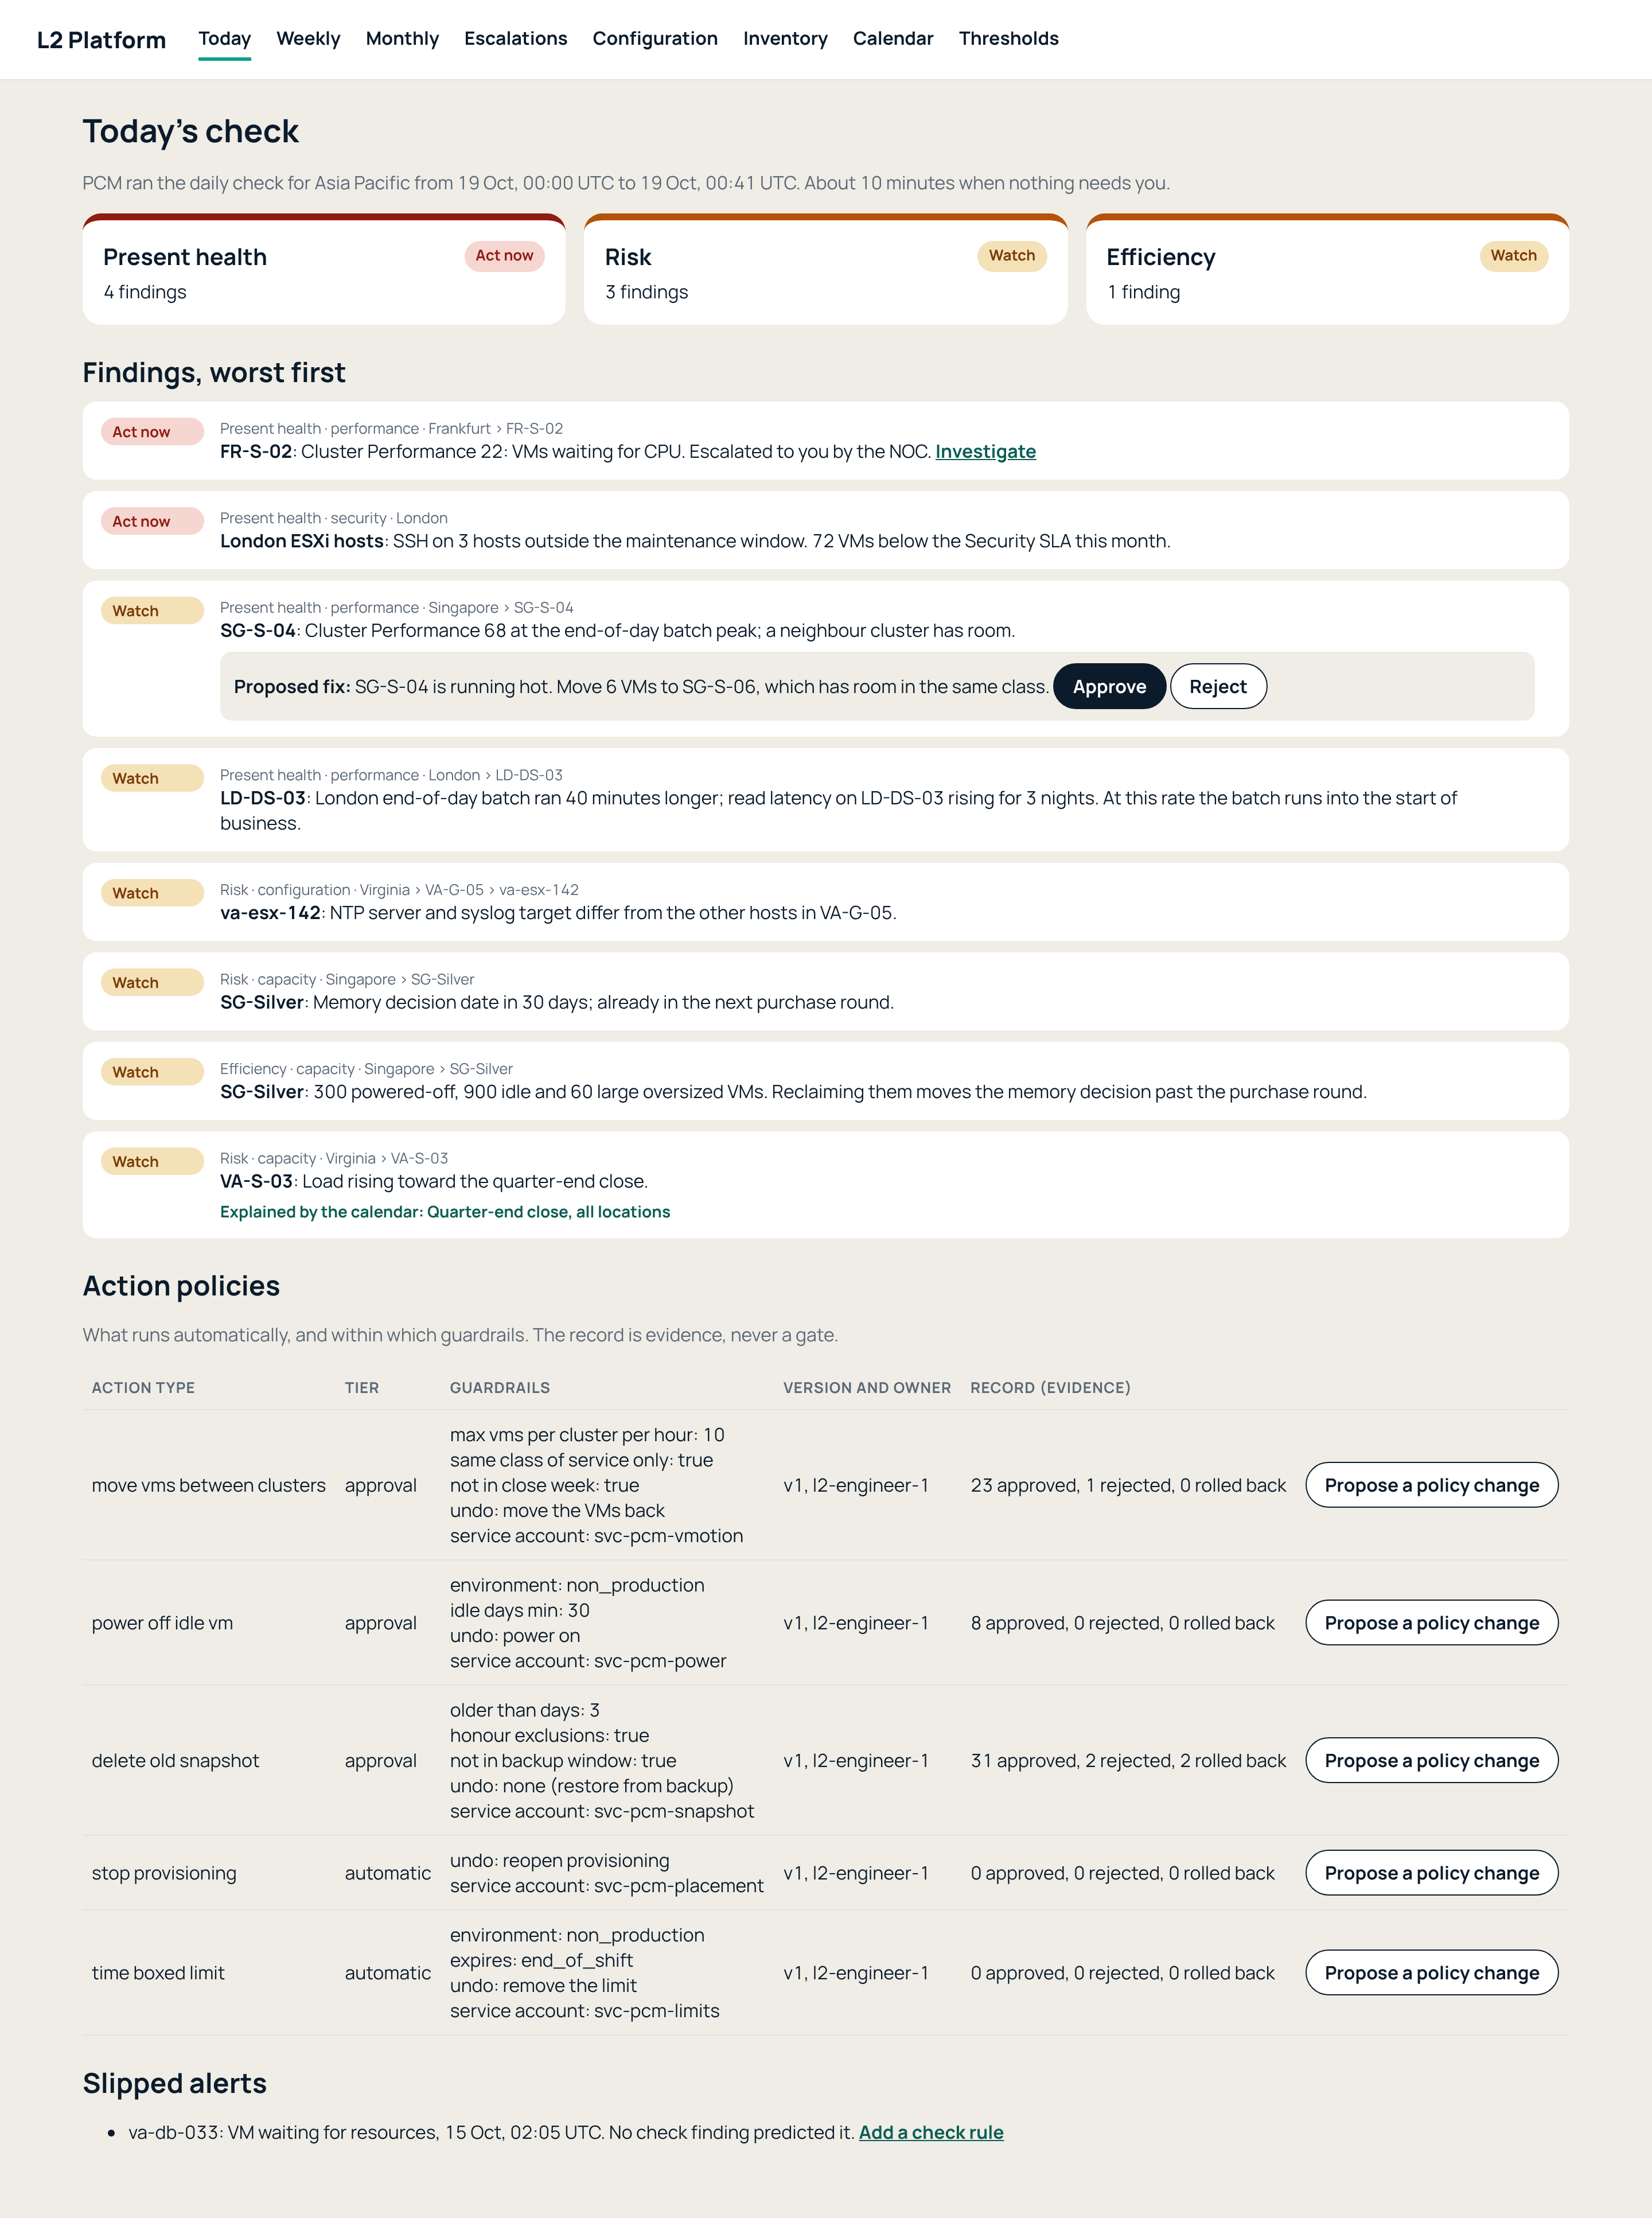 L2 Platform Today Weekly Monthly Escalations Configuration Inventory Calendar Thresholds
Today’s check
PCM ran the daily check for Asia Pacific from 19 Oct, 00:00 UTC to 19 Oct, 00:41 UTC. About 10 minutes when nothing needs you.
Present health Act now
4 findings
Risk Watch
3 findings
Efficiency Watch
1 finding
Findings, worst first
Act now Present health · performance · Frankfurt › FR-S-02
FR-S-02: Cluster Performance 22: VMs waiting for CPU. Escalated to you by the NOC. Investigate
Act now Present health · security · London
London ESXi hosts: SSH on 3 hosts outside the maintenance window. 72 VMs below the Security SLA this month.
Watch Present health · performance · Singapore › SG-S-04
SG-S-04: Cluster Performance 68 at the end-of-day batch peak; a neighbour cluster has room.
Proposed fix: SG-S-04 is running hot. Move 6 VMs to SG-S-06, which has room in the same class. Approve Reject
Watch Present health · performance · London › LD-DS-03
LD-DS-03: London end-of-day batch ran 40 minutes longer; read latency on LD-DS-03 rising for 3 nights. At this rate the batch runs into the start of
business.
Watch Risk · configuration · Virginia › VA-G-05 › va-esx-142
va-esx-142: NTP server and syslog target differ from the other hosts in VA-G-05.
Watch Risk · capacity · Singapore › SG-Silver
SG-Silver: Memory decision date in 30 days; already in the next purchase round.
Watch Efficiency · capacity · Singapore › SG-Silver
SG-Silver: 300 powered-off, 900 idle and 60 large oversized VMs. Reclaiming them moves the memory decision past the purchase round.
Watch Risk · capacity · Virginia › VA-S-03
VA-S-03: Load rising toward the quarter-end close.
Explained by the calendar: Quarter-end close, all locations
Action policies
What runs automatically, and within which guardrails. The record is evidence, never a gate.
ACTION TYPE TIER GUARDRAILS VERSION AND OWNER RECORD (EVIDENCE)
max vms per cluster per hour: 10
same class of service only: true
move vms between clusters approval not in close week: true v1, l2-engineer-1 23 approved, 1 rejected, 0 rolled back Propose a policy change
undo: move the VMs back
service account: svc-pcm-vmotion
environment: non_production
idle days min: 30
power off idle vm approval v1, l2-engineer-1 8 approved, 0 rejected, 0 rolled back Propose a policy change
undo: power on
service account: svc-pcm-power
older than days: 3
honour exclusions: true
delete old snapshot approval not in backup window: true v1, l2-engineer-1 31 approved, 2 rejected, 2 rolled back Propose a policy change
undo: none (restore from backup)
service account: svc-pcm-snapshot
undo: reopen provisioning
stop provisioning automatic v1, l2-engineer-1 0 approved, 0 rejected, 0 rolled back Propose a policy change
service account: svc-pcm-placement
environment: non_production
expires: end_of_shift
time boxed limit automatic v1, l2-engineer-1 0 approved, 0 rejected, 0 rolled back Propose a policy change
undo: remove the limit
service account: svc-pcm-limits
Slipped alerts
• va-db-033: VM waiting for resources, 15 Oct, 02:05 UTC. No check finding predicted it. Add a check rule